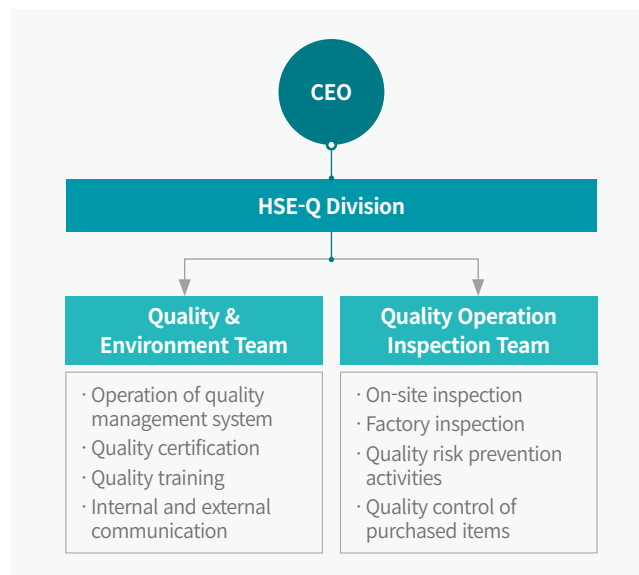 CEO
HSE-Q Division
Quality &
Environment Team
· Operation of quality
management system
· Quality certification
· Quality training
· Internal and external
communication
Quality Operation
Inspection Team
· On-site inspection
· Factory inspection
· Quality risk prevention
activities
· Quality control of
purchased items